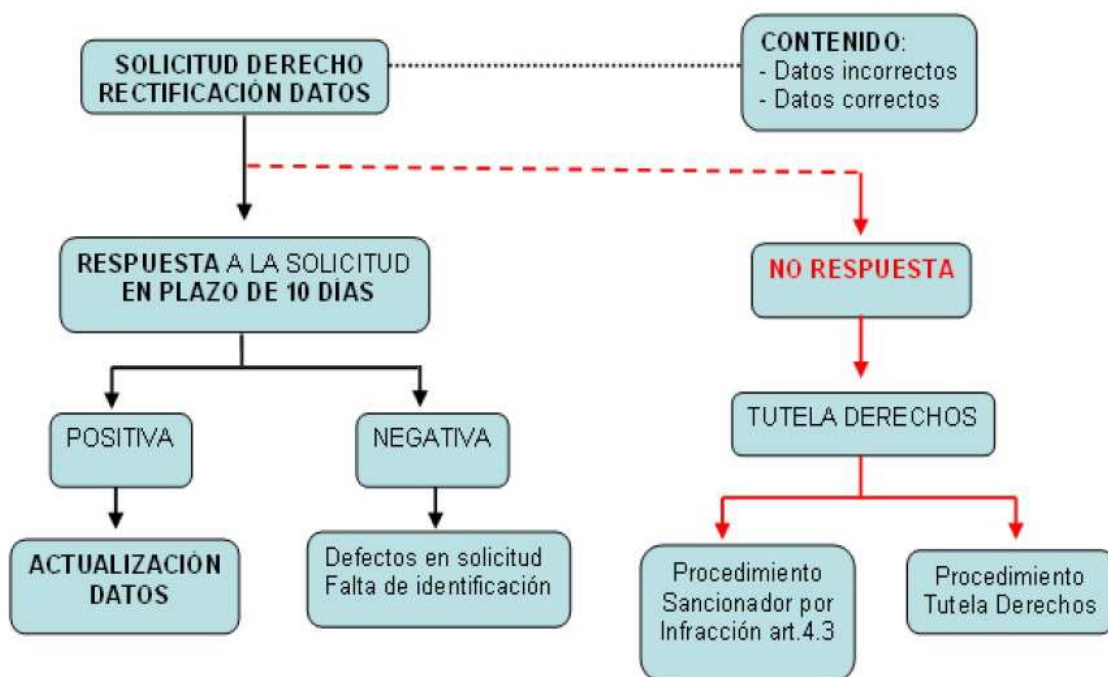 SOLICITUD DERECHO
RECTIFICACIÓN DATOS
CONTENIDO:
- Datos incorrectos
- Datos correctos
RESPUESTA A LA SOLICITUD
EN PLAZO DE 10 DÍAS
NO RESPUESTA
POSITIVA
NEGATIVA
TUTELA DERECHOS
ACTUALIZACIÓN
DATOS
Defectos en solicitud
Falta de identificación
Procedimiento
Sancionador por
Infracción art.4.3
Procedimiento
Tutela Derechos